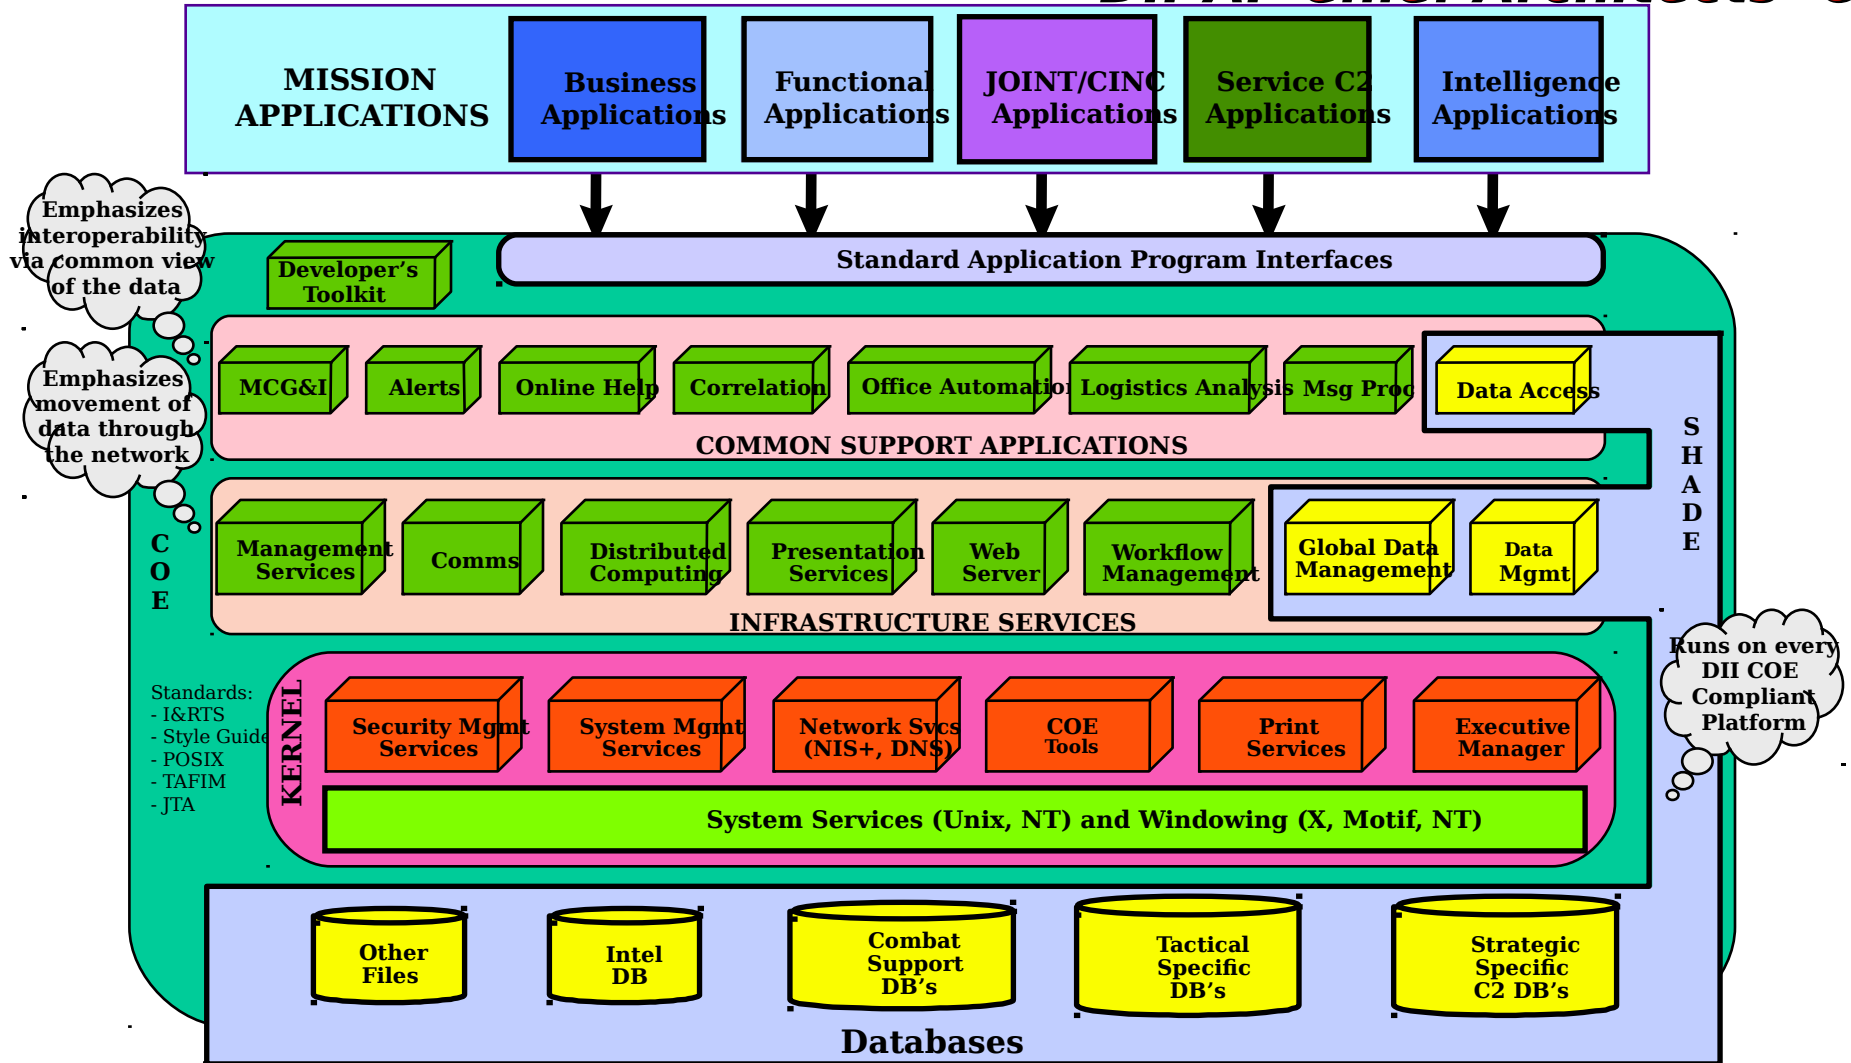 MISSION
APPLICATIONS
Business
Applications
Functional
Applications
JOINT/CINC
Applications
Service C2
Applications
Intelligence
Applications
Emphasizes
interoperability
via common view
of the data
Developer’s
Toolkit
Standard Application Program Interfaces
Emphasizes
movement of
data through
the network
MCG&I
Alerts
Online Help
Correlation
Office Automation
Logistics Analysis
Msg Proc
Data Access
COMMON SUPPORT APPLICATIONS
S
H
A
D
E
C
O
E
Management
Services
Comms
Distributed
Computing
Presentation
Services
Web
Server
Workflow
Management
Global Data
Management
Data
Mgmt
INFRASTRUCTURE SERVICES
Runs on every
DII COE
Compliant
Platform
Standards:
- I&RTS
- Style Guide
- POSIX
- TAFIM
- JTA
KERNEL
Security Mgmt
Services
System Mgmt
Services
Network Svcs
(NIS+, DNS)
COE
Tools
Print
Services
Executive
Manager
System Services (Unix, NT) and Windowing (X, Motif, NT)
Other
Files
Intel
DB
Combat
Support
DB’s
Tactical
Specific
DB’s
Strategic
Specific
C2 DB’s
Databases